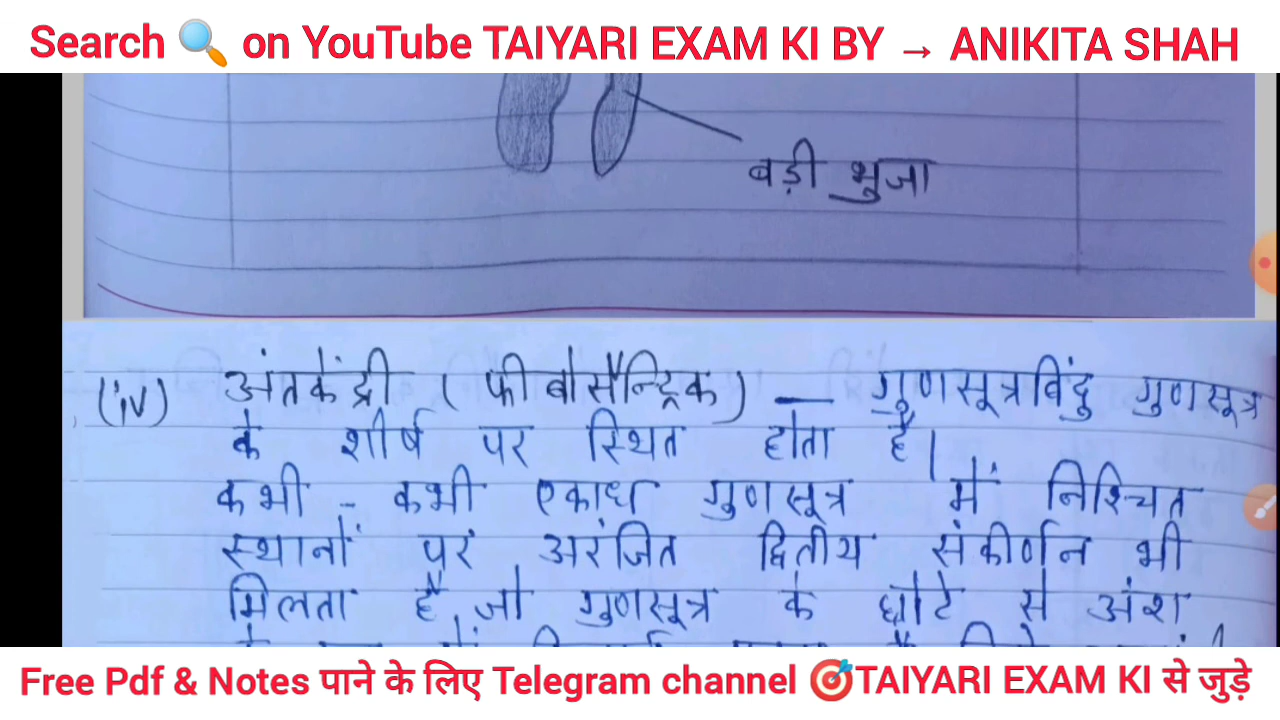 Search 🔍 on YouTube TAIYARI EXAM KI BY → ANIKITA SHAH
बड़ी भुजा
(iv) अंतकेंद्री ( फीबोसैन्ट्रिक ) — गुणसूत्रबिंदु गुणसूत्र
के शीर्ष पर स्थित होता है।
कभी - कभी एकाध गुणसूत्र में निश्चित
स्थानों पर अरंजित द्वितीय संकीर्णन भी
मिलता है, जो गुणसूत्र के छोटे से अंश
Free Pdf & Notes पाने के लिए Telegram channel 🎯TAIYARI EXAM KI से जुड़े